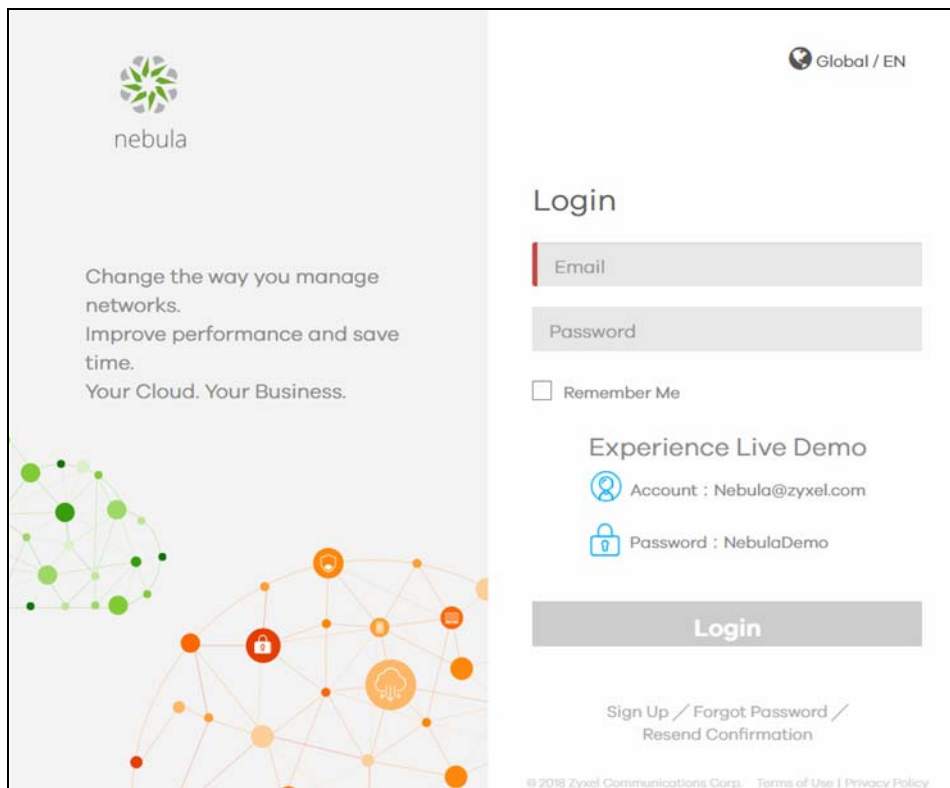 nebula
Change the way you manage
networks.
Improve performance and save
time.
Your Cloud. Your Business.
Global / EN
Login
Email
Password
Remember Me
Experience Live Demo
Account : Nebula@zyxel.com
Password : NebulaDemo
Login
Sign Up / Forgot Password /
Resend Confirmation
© 2018 Zyxel Communications Corp. Terms of Use | Privacy Policy